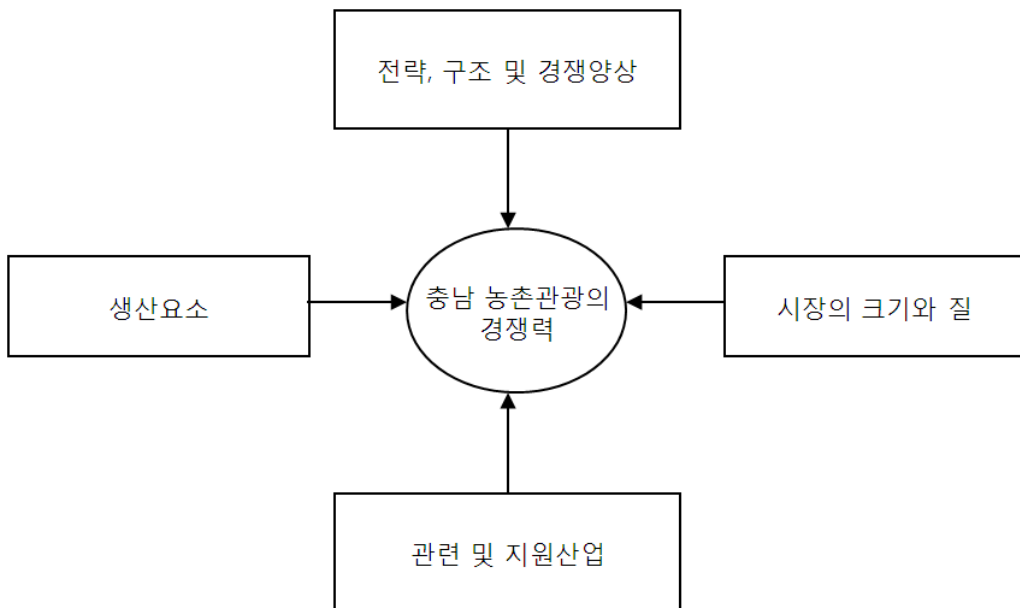 전략, 구조 및 경쟁양상
생산요소
충남 농촌관광의
경쟁력
시장의 크기와 질
관련 및 지원산업